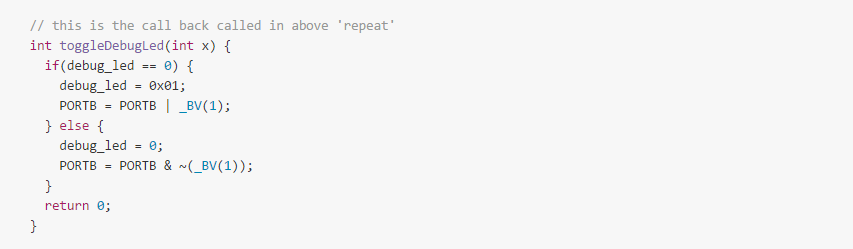 // this is the call back called in above 'repeat'
int toggleDebugLed(int x) {
  if(debug_led == 0) {
    debug_led = 0x01;
    PORTB = PORTB | _BV(1);
  } else {
    debug_led = 0;
    PORTB = PORTB & ~(_BV(1));
  }
  return 0;
}